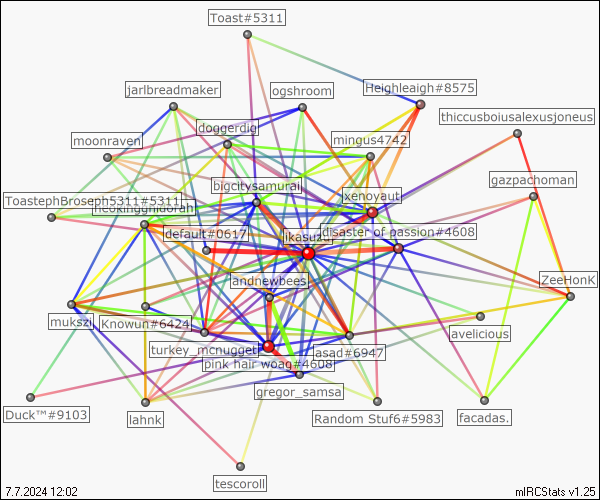 Toast#5311
jarlbreadmaker
ogshroom
Heighleaigh#8575
thiccusboiusalexusjoneus
doggerdig
moonraven
mingus4742
gazpachoman
bigcitysamurai
xenoyaut
ToastephBroseph5311#5311
default#0617
likasuzu
disaster of passion#4608
andnewbees
ZeeHonK
mukszi
Knowun#6424
avelicious
turkey_mcnugget
asad#6947
pink hair woag#4608
gregor_samsa
Duck™#9103
lahnk
Random Stuf6#5983
facadas.
tescoroll
7.7.2024 12:02
mIRCStats v1.25